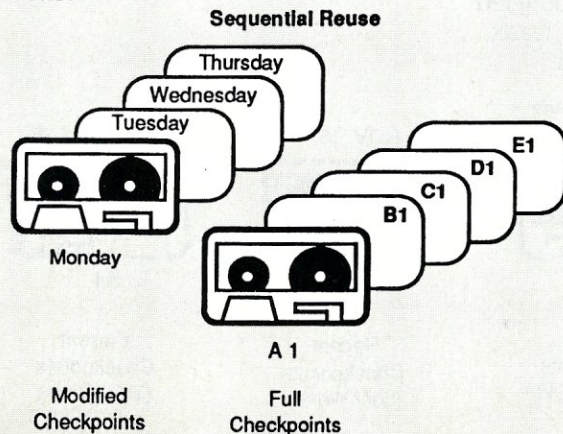 Sequential Reuse
Thursday
Wednesday
Tuesday
Monday
E1
D1
C1
B1
A 1
Modified
Checkpoints
Full
Checkpoints